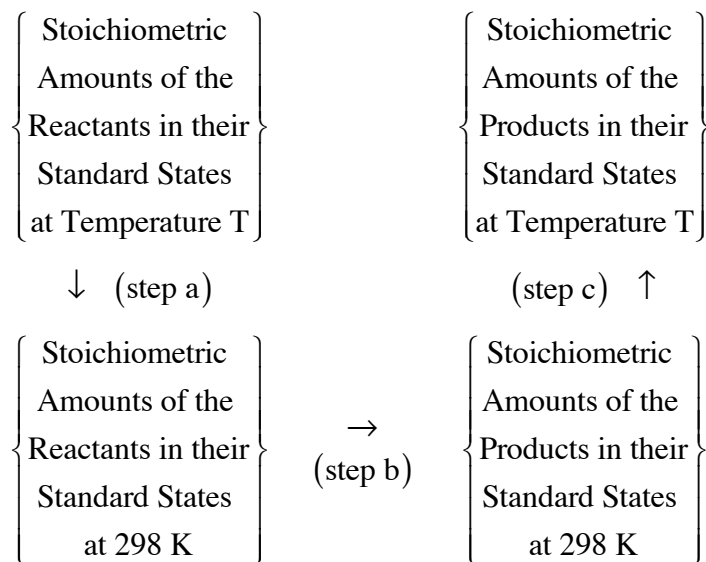 Stoichiometric
Amounts of the
Reactants in their
Standard States
at Temperature T
Stoichiometric
Amounts of the
Products in their
Standard States
at Temperature T
↓ (step a)
(step c) ↑
Stoichiometric
Amounts of the
Reactants in their
Standard States
at 298 K
→
(step b)
Stoichiometric
Amounts of the
Products in their
Standard States
at 298 K